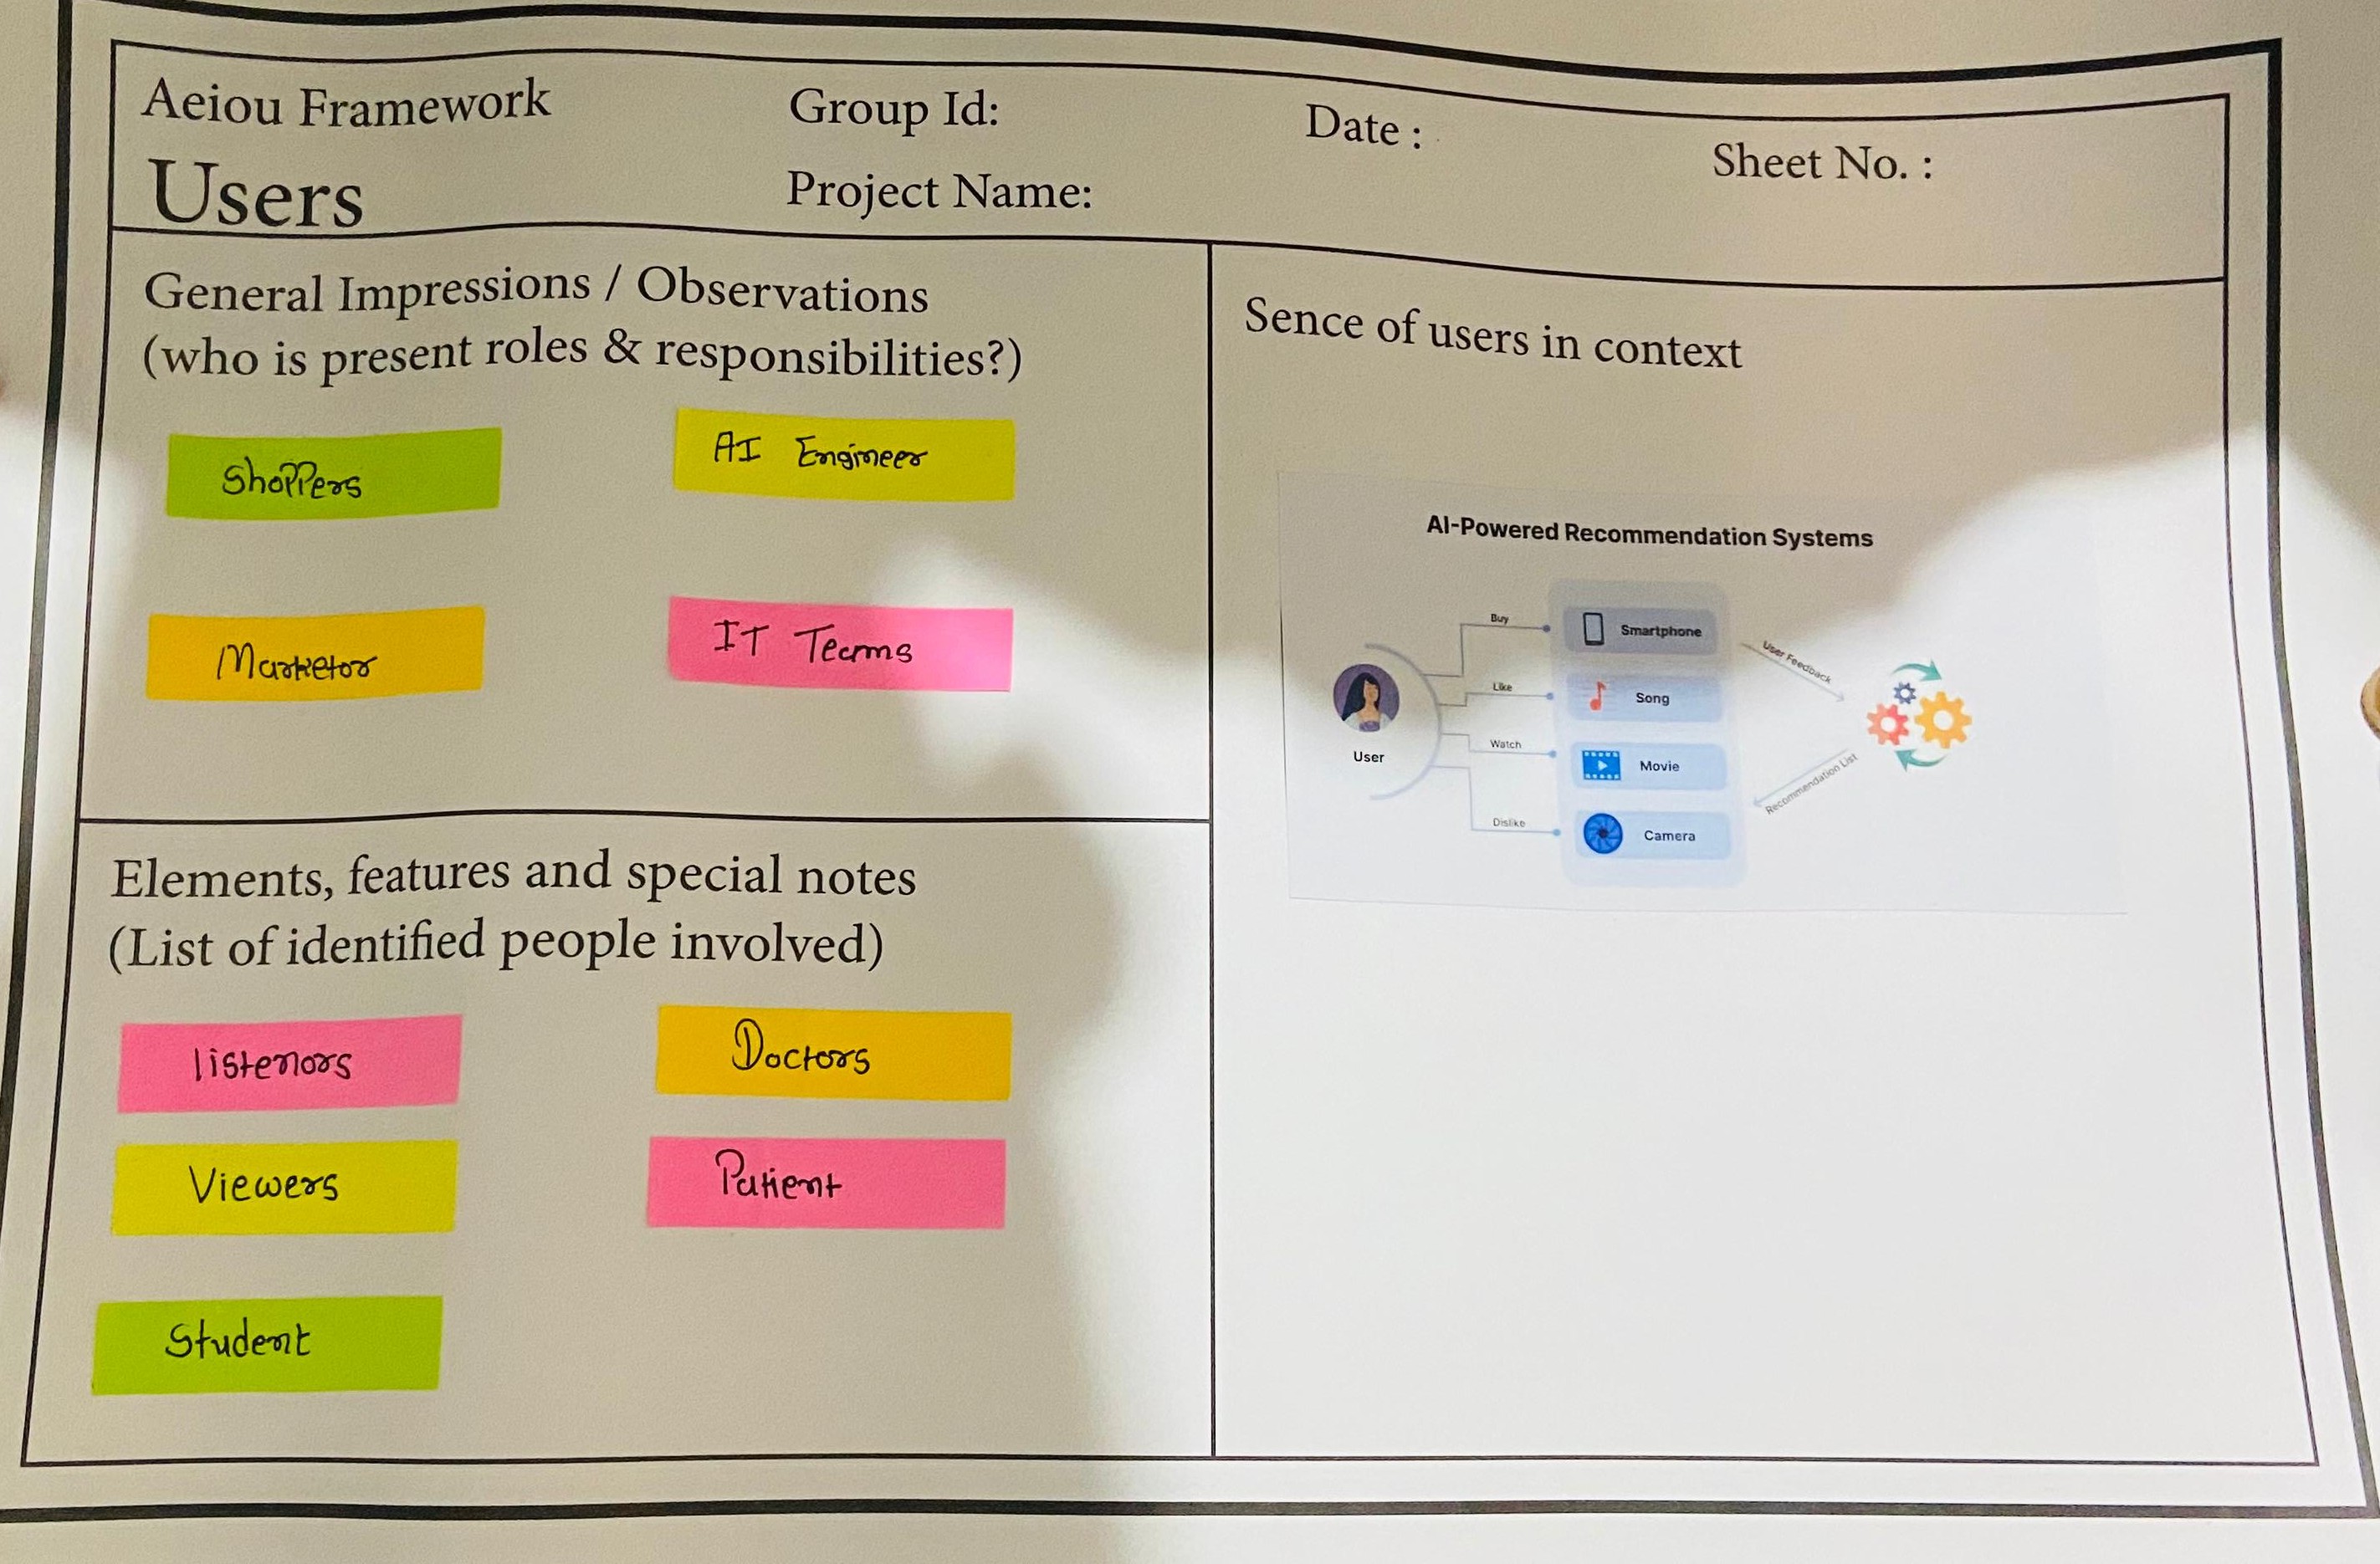 Aeiou Framework
Users
Group Id:
Project Name:
Date :
Sheet No. :
General Impressions / Observations
(who is present roles & responsibilities?)
Shoppers
AI Engineer
Marketor
IT Teams
Elements, features and special notes
(List of identified people involved)
listenors
Doctors
Viewers
Patient
Student
Sence of users in context
AI-Powered Recommendation Systems
User
Buy
Like
Watch
Dislike
Smartphone
Song
Movie
Camera
User Feedback
Recommendation List